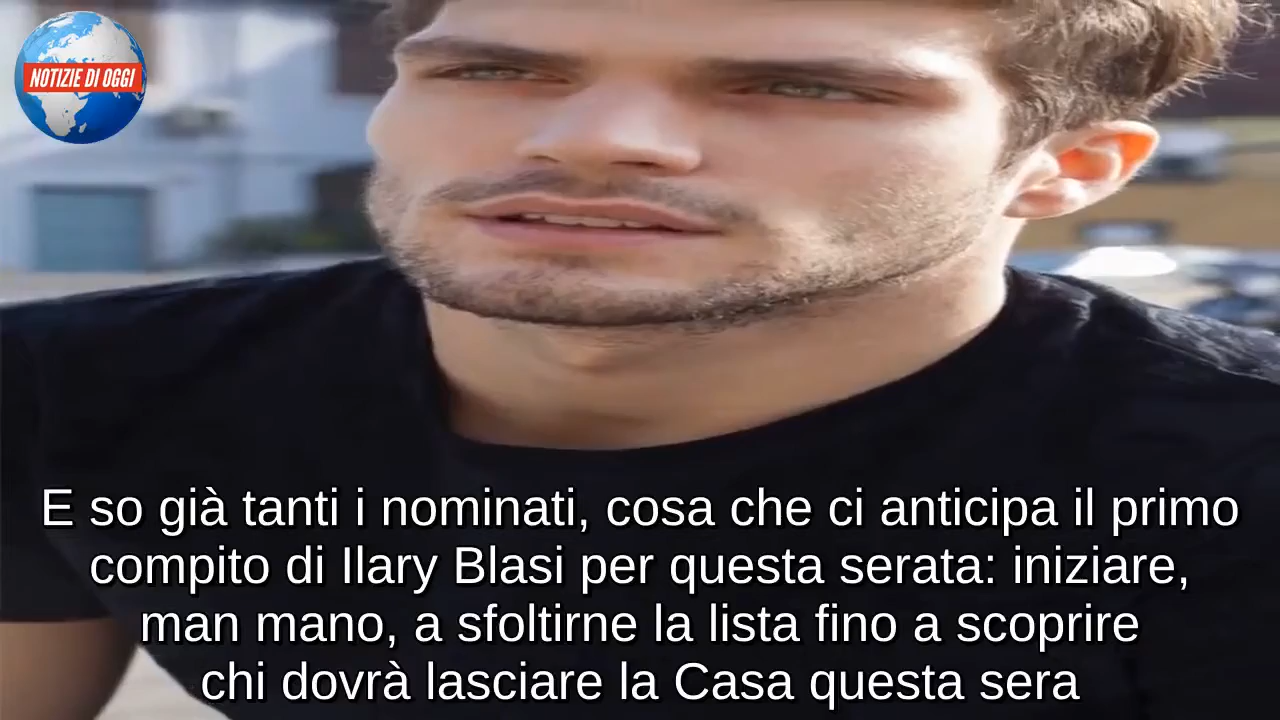 NOTIZIE DI OGGI
E so già tanti i nominati, cosa che ci anticipa il primo
compito di Ilary Blasi per questa serata: iniziare,
man mano, a sfoltirne la lista fino a scoprire
chi dovrà lasciare la Casa questa sera